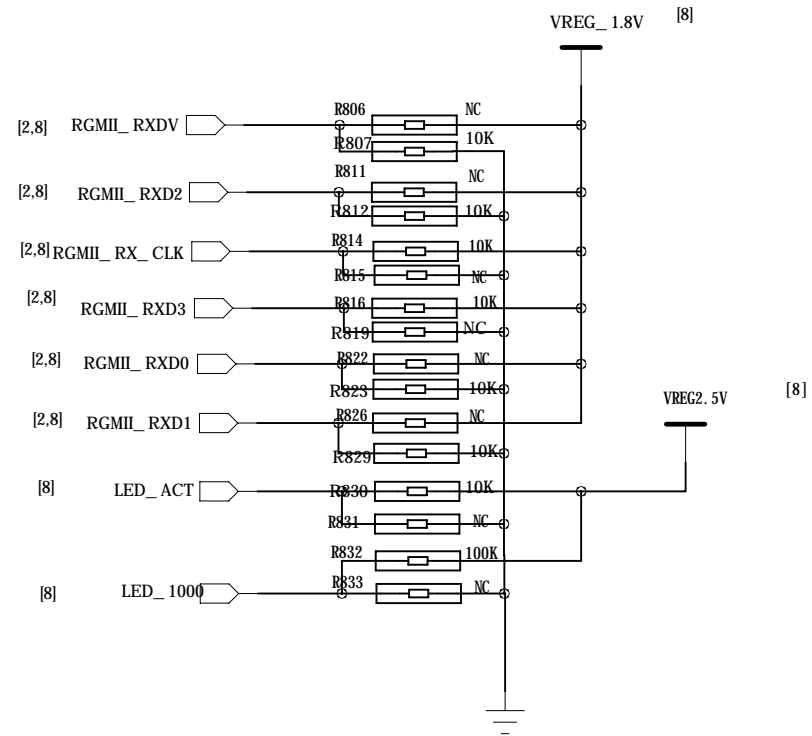 VREG_ 1.8V [8]
R806 NC
[2,8] RGMII_ RXDV
R807 10K
R811 NC
[2,8] RGMII_ RXD2
R812 10K
R814 10K
[2,8] RGMII_ RX_ CLK
R815 NC
[2,8] R816 10K
RGMII_ RXD3
R819 NC
[2,8] RGMII_ RXD0 R822 NC
R823 10K
VREG2.5V [8]
[2,8] RGMII_ RXD1 R826 NC
R829 10K
[8] LED_ ACT R830 10K
R831 NC
R832 100K
R833 NC
[8] LED_ 1000